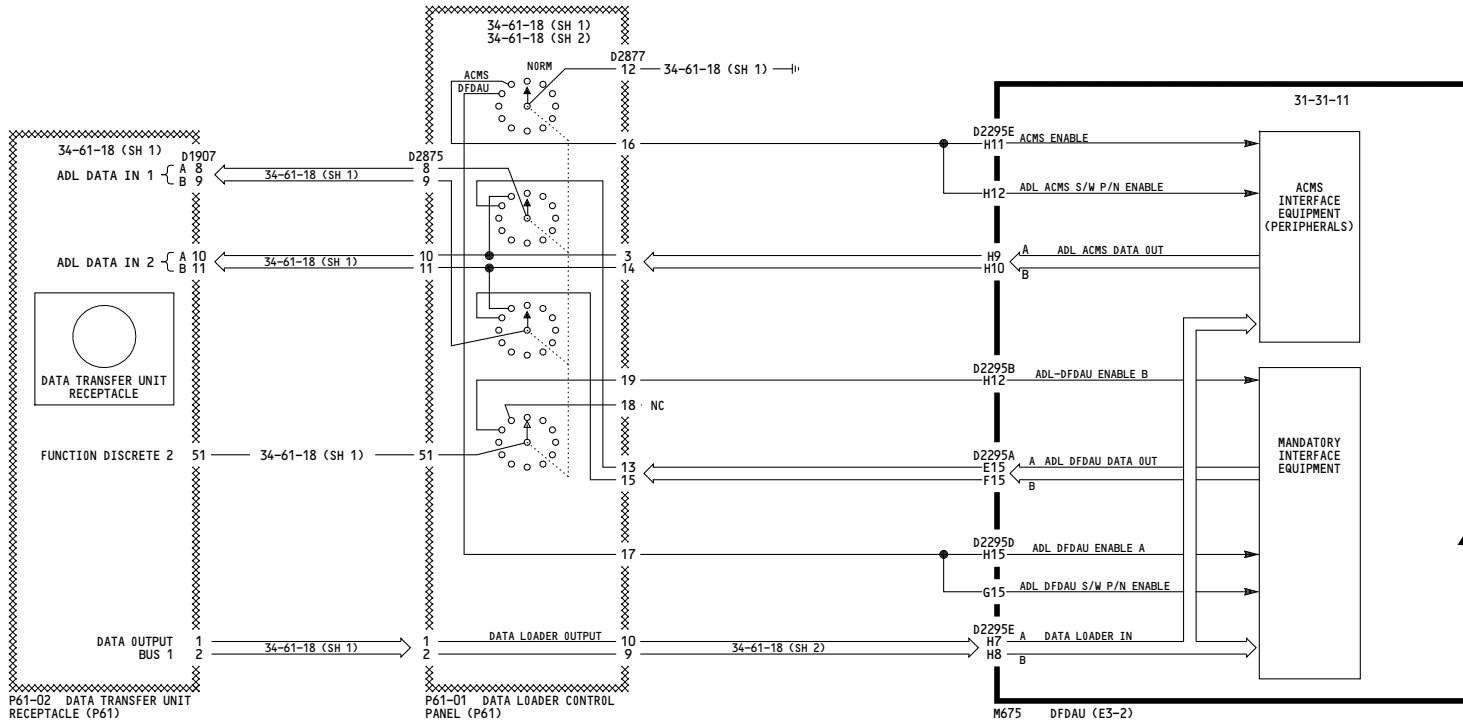 34-61-18 (SH 1)
34-61-18 (SH 2)
D2877
NORM
12
34-61-18 (SH 1)
ACMS
DFDAU
31-31-11
34-61-18 (SH 1)
D1907
D2875
16
D2295E
H11
ACMS ENABLE
ADL DATA IN 1
A 8
B 9
34-61-18 (SH 1)
8
9
H12
ADL ACMS S/W P/N ENABLE
ACMS
INTERFACE
EQUIPMENT
(PERIPHERALS)
ADL DATA IN 2
A 10
B 11
34-61-18 (SH 1)
10
11
3
14
H9
H10
A
B
ADL ACMS DATA OUT
DATA TRANSFER UNIT
RECEPTACLE
19
D2295B
H12
ADL-DFDAU ENABLE B
18
NC
FUNCTION DISCRETE 2
51
34-61-18 (SH 1)
51
MANDATORY
INTERFACE
EQUIPMENT
13
15
D2295A
E15
F15
A
B
ADL DFDAU DATA OUT
17
D2295D
H15
ADL DFDAU ENABLE A
G15
ADL DFDAU S/W P/N ENABLE
DATA OUTPUT
BUS 1
1
2
34-61-18 (SH 1)
1
2
DATA LOADER OUTPUT
10
9
34-61-18 (SH 2)
D2295E
H7
H8
A
B
DATA LOADER IN
P61-02 DATA TRANSFER UNIT
RECEPTACLE (P61)
P61-01 DATA LOADER CONTROL
PANEL (P61)
M675 DFDAU (E3-2)